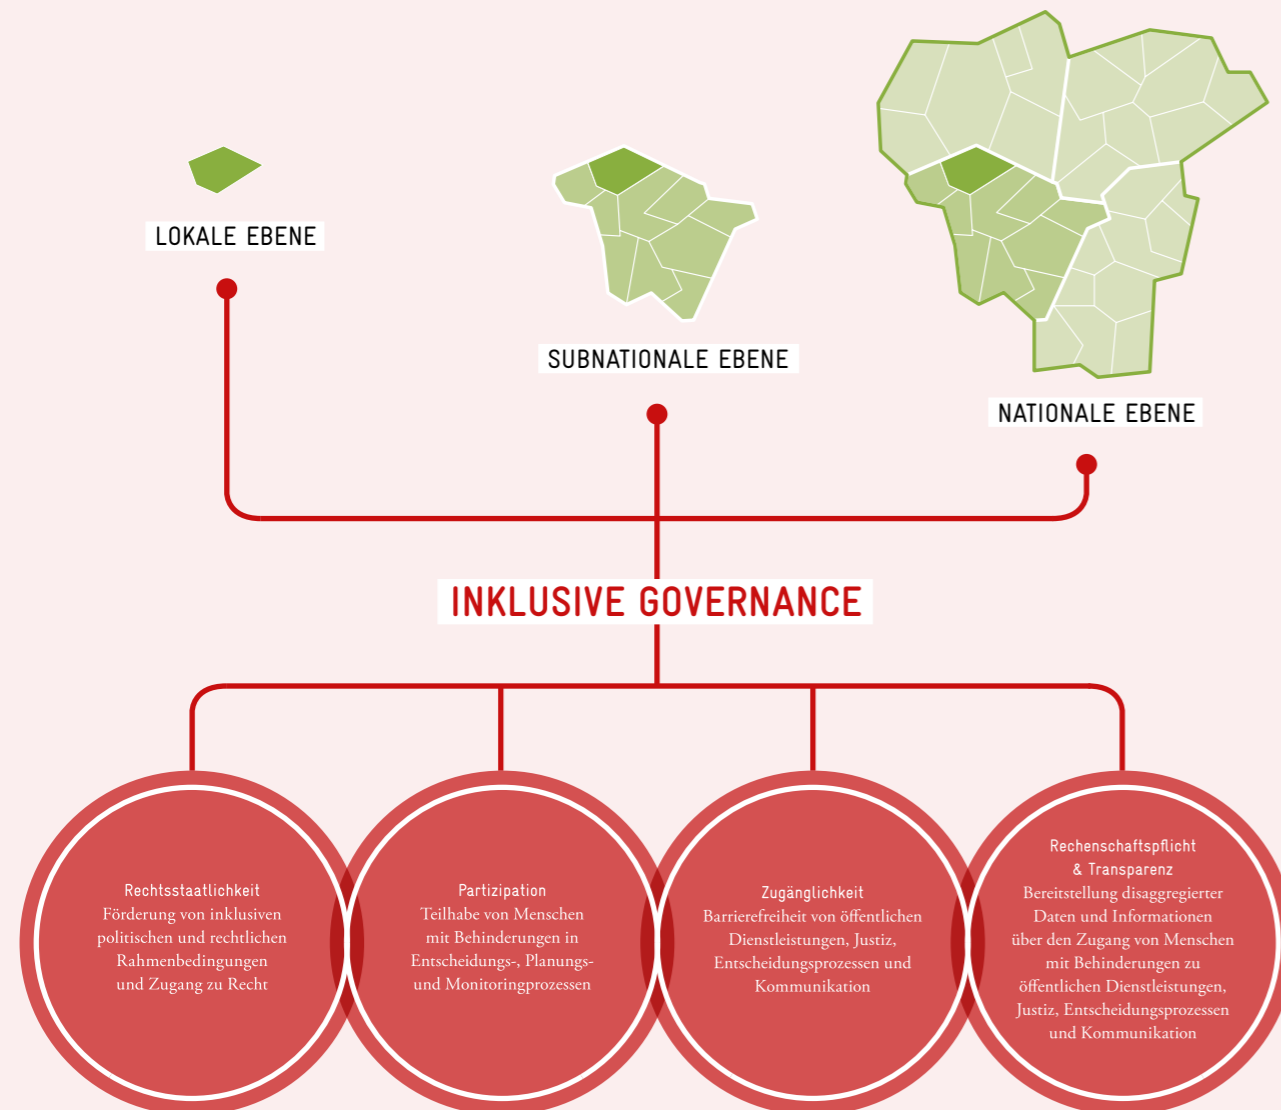 LOKALE EBENE
SUBNATIONALE EBENE
NATIONALE EBENE
INKLUSIVE GOVERNANCE
Rechtsstaatlichkeit
Förderung von inklusiven
politischen und rechtlichen
Rahmenbedingungen
und Zugang zu Recht
Partizipation
Teilhabe von Menschen
mit Behinderungen in
Entscheidungs-, Planungs-
und Monitoringprozessen
Zugänglichkeit
Barrierefreiheit von öffentlichen
Dienstleistungen, Justiz,
Entscheidungsprozessen und
Kommunikation
Rechenschaftspflicht
& Transparenz
Bereitstellung disaggregierter
Daten und Informationen
über den Zugang von Menschen
mit Behinderungen zu
öffentlichen Dienstleistungen,
Justiz, Entscheidungsprozessen
und Kommunikation